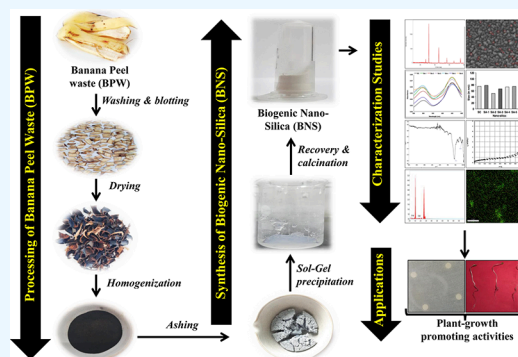 Processing of Banana Peel Waste (BPW)
Banana Peel
waste (BPW)
Washing & blotting
Drying
Homogenization
Ashing
Synthesis of Biogenic Nano-Silica (BNS)
Biogenic Nano-
Silica (BNS)
Recovery &
calcination
Sol-Gel
precipitation
Characterization Studies
Applications
Plant-growth
promoting activities